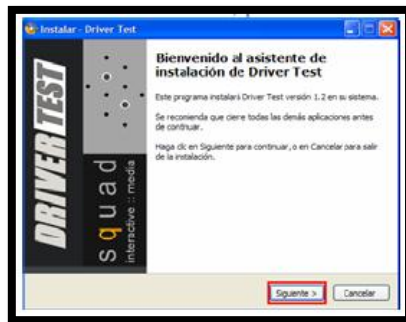 Instalar - Driver Test
DRIVER TEST
squad
interactive :: media
Bienvenido al asistente de
instalación de Driver Test
Este programa instalará Driver Test versión 1.2 en su sistema.
Se recomienda que cierre todas las demás aplicaciones antes
de continuar.
Haga clic en Siguiente para continuar, o en Cancelar para salir
de la instalación.
Siguiente >
Cancelar